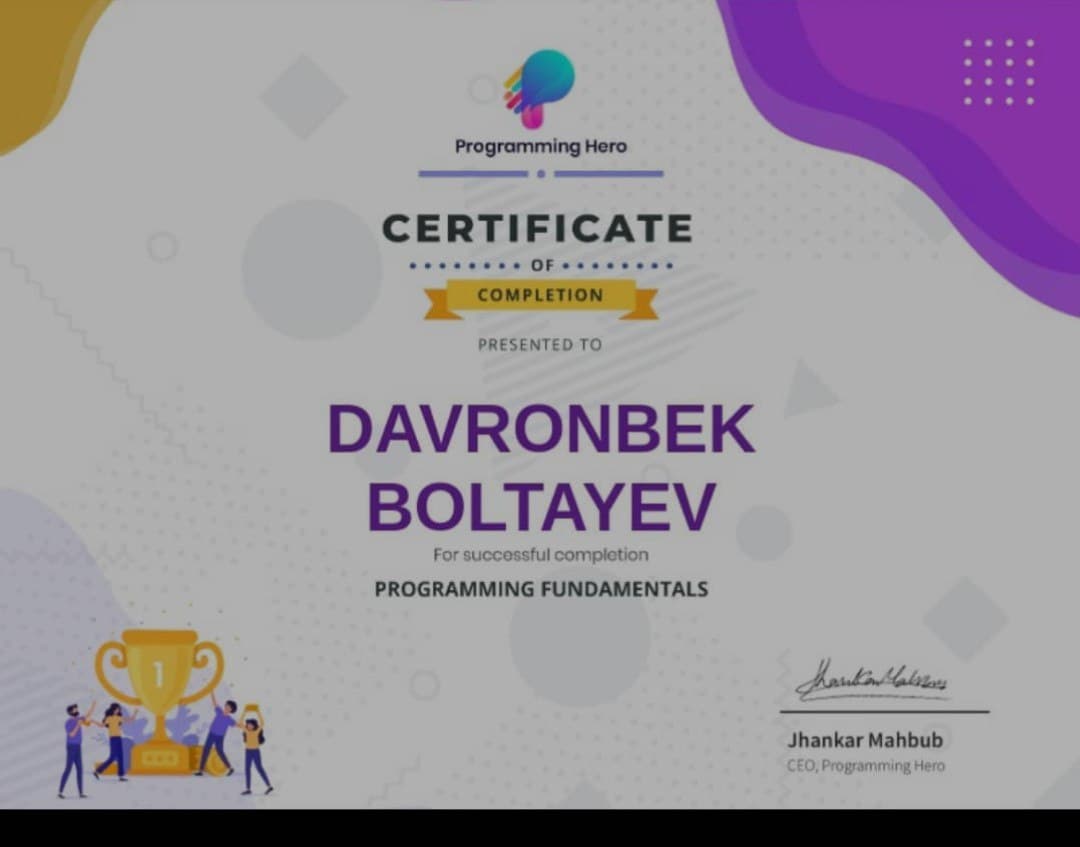 Programming Hero
CERTIFICATE
OF
COMPLETION
PRESENTED TO
DAVRONBEK
BOLTAYEV
For successful completion
PROGRAMMING FUNDAMENTALS
1
Jhankar Mahbub
Jhankar Mahbub
CEO, Programming Hero